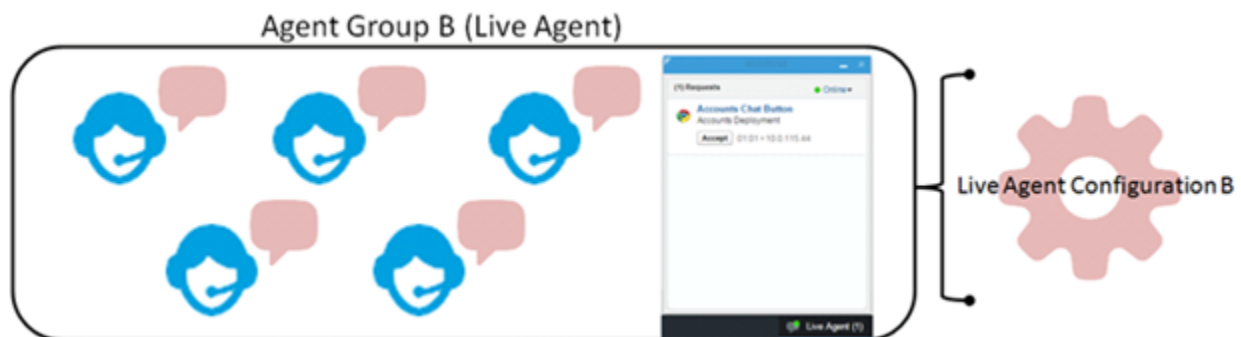 Agent Group B (Live Agent)
(1) Requests
Online
Accounts Chat Button
Accounts Deployment
Accept 01:01 • 10.0.115.44
Live Agent (1)
Live Agent Configuration B